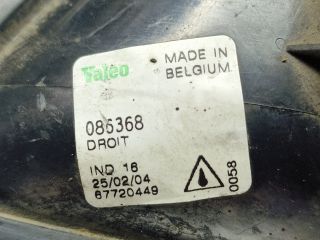 Valeo
MADE IN
BELGIUM
086368
DROIT
IND 16
25/02/04
67720449
0058